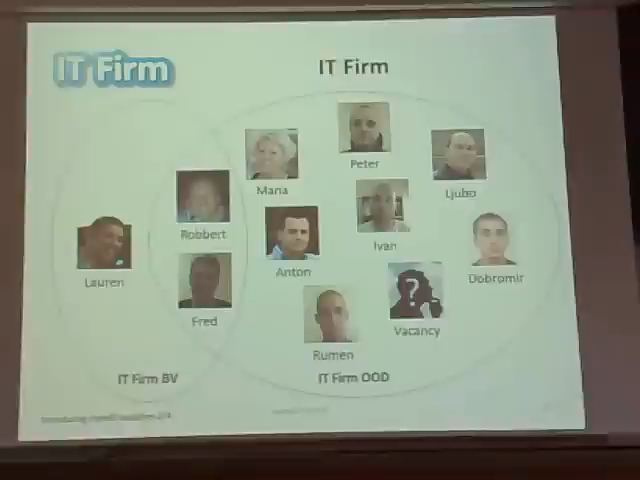 IT Firm
IT Firm
Peter
Maria
Ljubo
Robbert
Ivan
Anton
Lauren
Dobromir
Fred
Vacancy
Rumen
IT Firm BV
IT Firm OOD